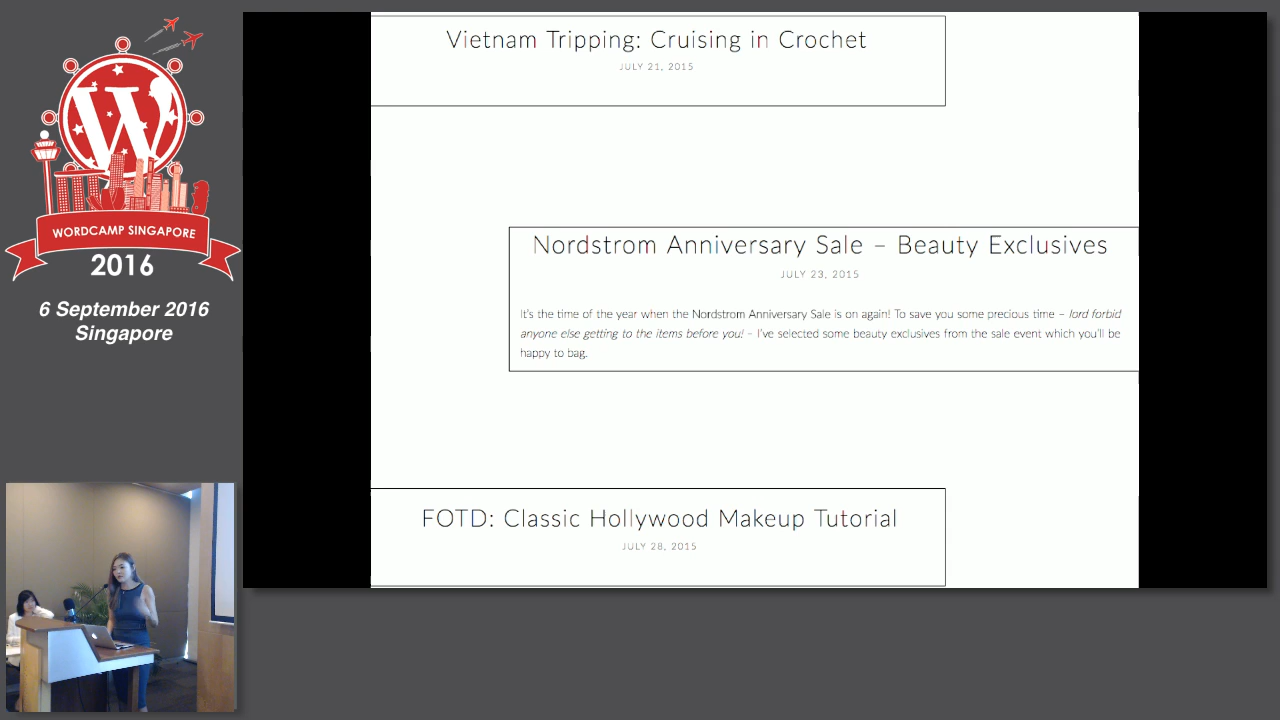 W
WORDCAMP SINGAPORE
2016
6 September 2016
Singapore
Vietnam Tripping: Cruising in Crochet
JULY 21, 2015
Nordstrom Anniversary Sale – Beauty Exclusives
JULY 23, 2015
It's the time of the year when the Nordstrom Anniversary Sale is on again! To save you some precious time – lord forbid
anyone else getting to the items before you! – I've selected some beauty exclusives from the sale event which you'll be
happy to bag.
FOTD: Classic Hollywood Makeup Tutorial
JULY 28, 2015